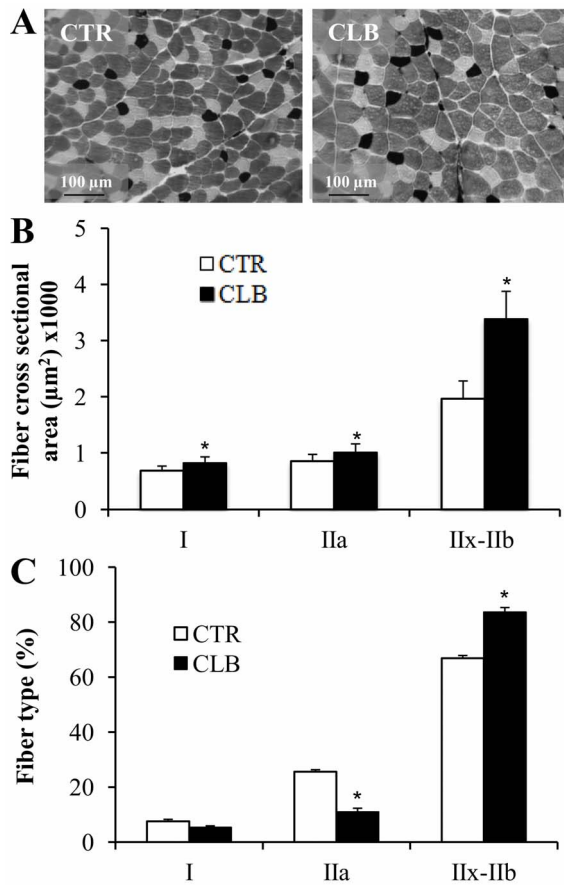 A
CTR
CLB
100 µm
100 µm
B
Fiber cross sectional
area (µm²) x1000
5
4
3
2
1
0
CTR
CLB
*
*
*
I
IIa
IIx-IIb
C
Fiber type (%)
100
80
60
40
20
0
CTR
CLB
*
*
I
IIa
IIx-IIb